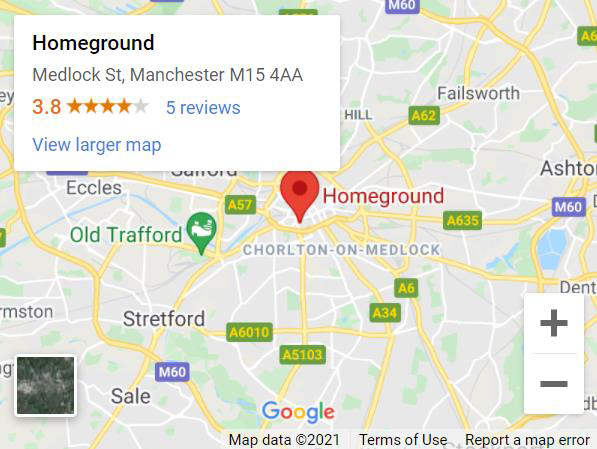 M60
Homeground
Medlock St, Manchester M15 4AA
3.8
5 reviews
View larger map
HILL
Failsworth
A62
Salford
Ashto
Eccles
A57
Homeground
M60
A635
Old Trafford
CHORLTON-ON-MEDLOCK
A6
Dent
rmston
Stretford
A34
A6010
A5103
M60
Sale
Google
Map data ©2021
Terms of Use
Report a map error